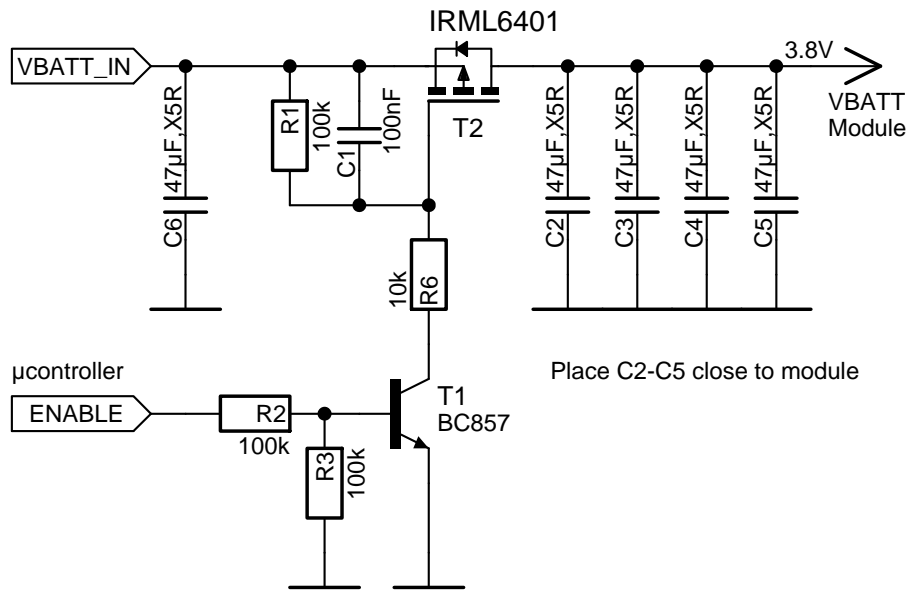 IRML6401
VBATT_IN
3.8V
VBATT
Module
R1
100k
C1
100nF
T2
C6
47µF,X5R
C2
47µF,X5R
C3
47µF,X5R
C4
47µF,X5R
C5
47µF,X5R
10k
R6
Place C2-C5 close to module
µcontroller
ENABLE
R2
100k
R3
100k
T1
BC857